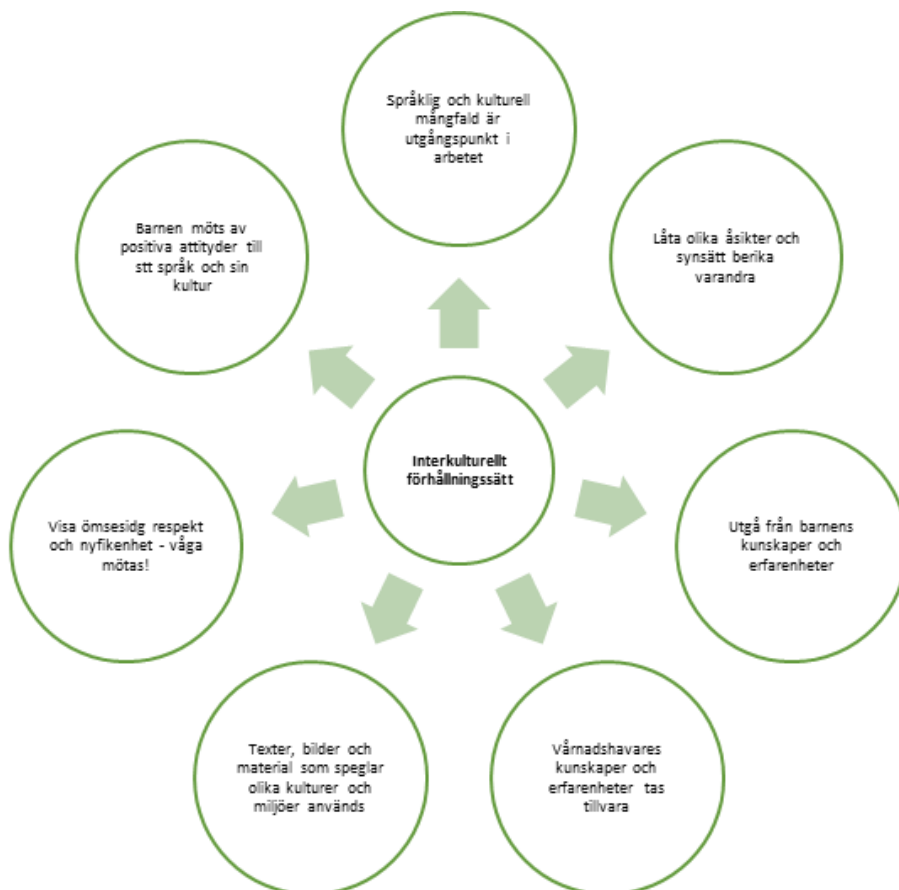 Språklig och kulturell
mångfald är
utgångspunkt i
arbetet
Låta olika åsikter och
synsätt berika
varandra
Utgå från barnens
kunskaper och
erfarenheter
Vårnadshavares
kunskaper och
erfarenheter tas
tillvara
Texter, bilder och
material som speglar
olika kulturer och
miljöer används
Visa ömsesidg respekt
och nyfikenhet - våga
mötas!
Barnen möts av
positiva attityder till
stt språk och sin
kultur
Interkulturellt
förhållningssätt